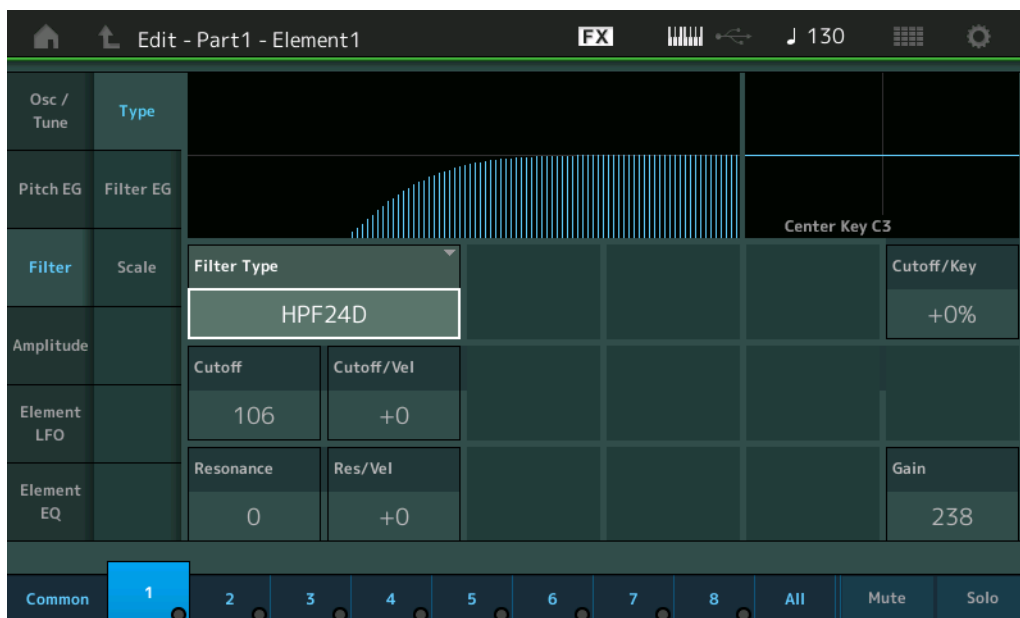 Edit - Part1 - Element1
FX
♩ 130
Osc /
Tune
Type
Pitch EG
Filter EG
Center Key C3
Filter
Scale
Filter Type
HPF24D
Cutoff/Key
+0%
Amplitude
Cutoff
106
Cutoff/Vel
+0
Element
LFO
Resonance
0
Res/Vel
+0
Gain
238
Element
EQ
Common
1
2
3
4
5
6
7
8
All
Mute
Solo